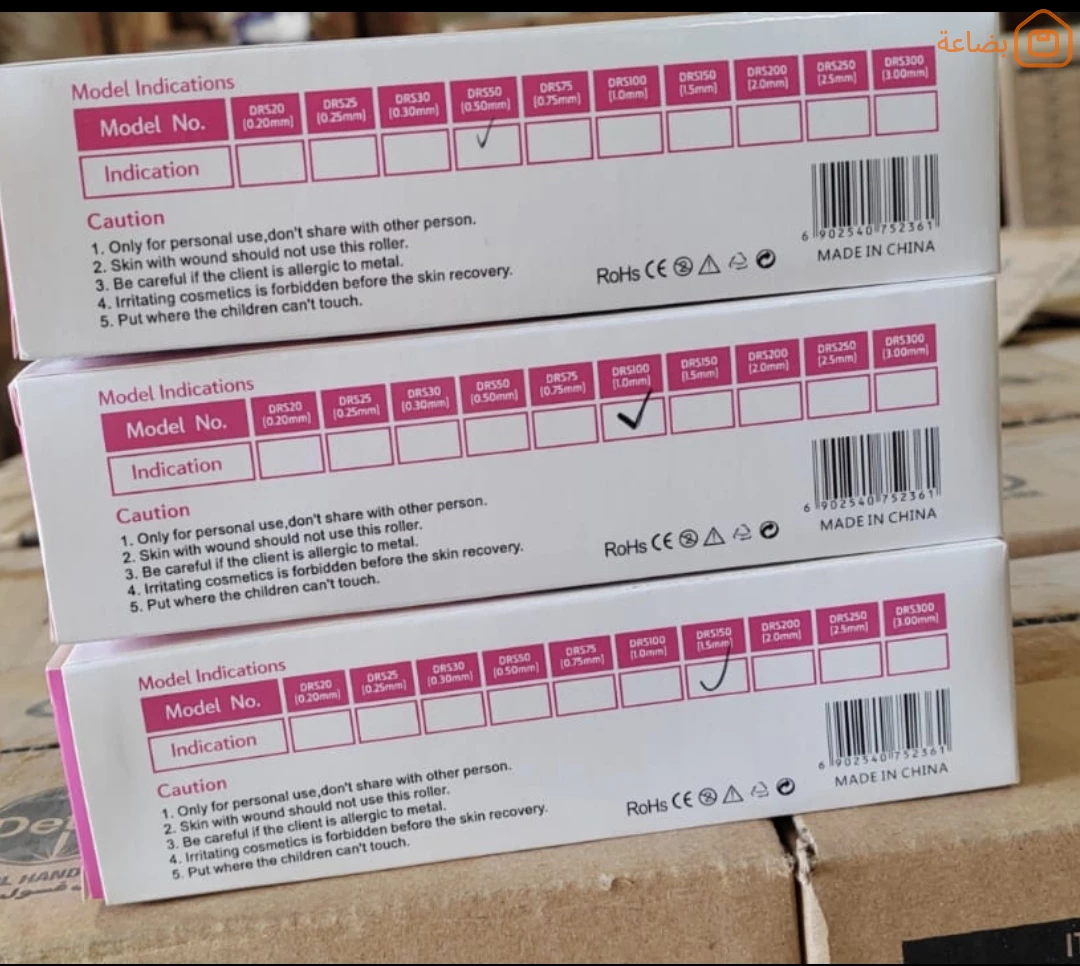 بضاعة
Model Indications
Model No. DRS20 (0.20mm) DRS25 (0.25mm) DRS30 (0.30mm) DRS50 (0.50mm) DRS75 (0.75mm) DRS100 (1.0mm) DRS150 (1.5mm) DRS200 (2.0mm) DRS250 (2.5mm) DRS300 (3.00mm)
Indication ✓
Caution
1. Only for personal use,don't share with other person.
2. Skin with wound should not use this roller.
3. Be careful if the client is allergic to metal.
4. Irritating cosmetics is forbidden before the skin recovery.
5. Put where the children can't touch.
RoHS CE
6 902540 752361
MADE IN CHINA
Model Indications
Model No. DRS20 (0.20mm) DRS25 (0.25mm) DRS30 (0.30mm) DRS50 (0.50mm) DRS75 (0.75mm) DRS100 (1.0mm) DRS150 (1.5mm) DRS200 (2.0mm) DRS250 (2.5mm) DRS300 (3.00mm)
Indication ✓
Caution
1. Only for personal use,don't share with other person.
2. Skin with wound should not use this roller.
3. Be careful if the client is allergic to metal.
4. Irritating cosmetics is forbidden before the skin recovery.
5. Put where the children can't touch.
RoHS CE
6 902540 752361
MADE IN CHINA
Model Indications
Model No. DRS20 (0.20mm) DRS25 (0.25mm) DRS30 (0.30mm) DRS50 (0.50mm) DRS75 (0.75mm) DRS100 (1.0mm) DRS150 (1.5mm) DRS200 (2.0mm) DRS250 (2.5mm) DRS300 (3.00mm)
Indication ✓
Caution
1. Only for personal use,don't share with other person.
2. Skin with wound should not use this roller.
3. Be careful if the client is allergic to metal.
4. Irritating cosmetics is forbidden before the skin recovery.
5. Put where the children can't touch.
RoHS CE
6 902540 752361
MADE IN CHINA
HAND